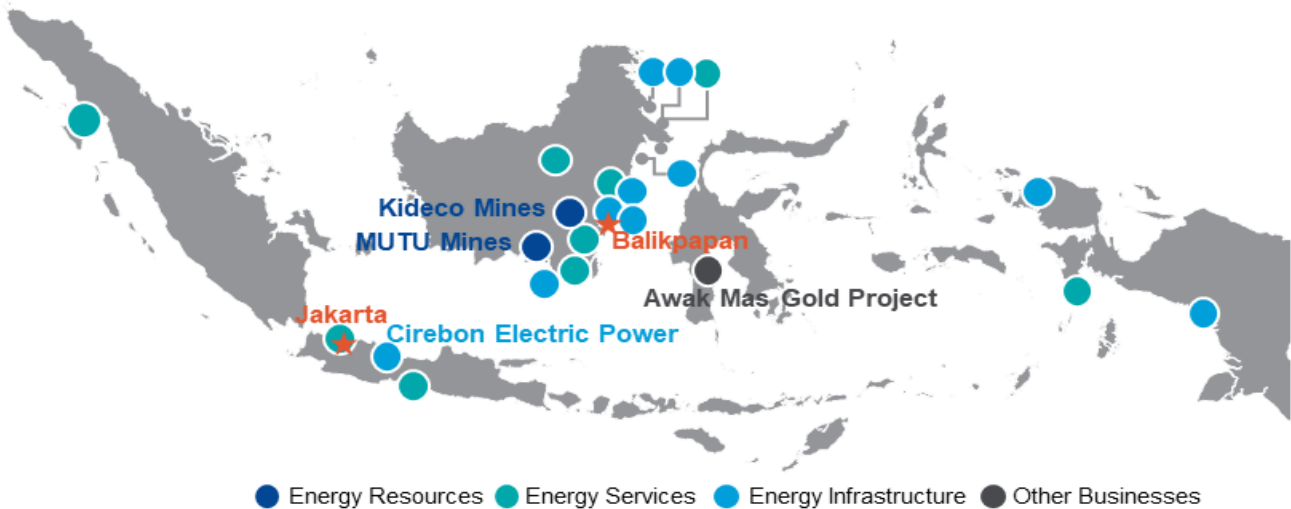 Kideco Mines
MUTU Mines
Balikpapan
Awak Mas Gold Project
Jakarta
Cirebon Electric Power
Energy Resources
Energy Services
Energy Infrastructure
Other Businesses